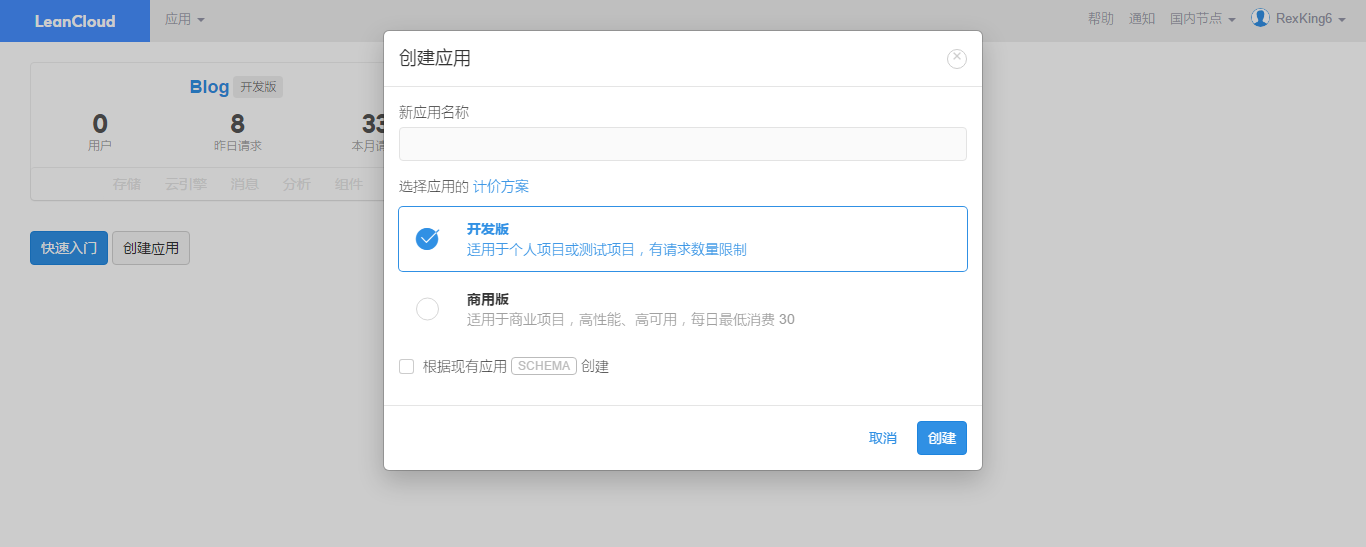 LeanCloud 应用 帮助 通知 国内节点 RexKing6
Blog 开发版
0 8 33
用户 昨日请求 本月请
存储 云引擎 消息 分析 组件
快速入门 创建应用
创建应用
新应用名称
选择应用的 计价方案
开发版
适用于个人项目或测试项目，有请求数量限制
商用版
适用于商业项目，高性能、高可用，每日最低消费 30
根据现有应用 SCHEMA 创建
取消 创建